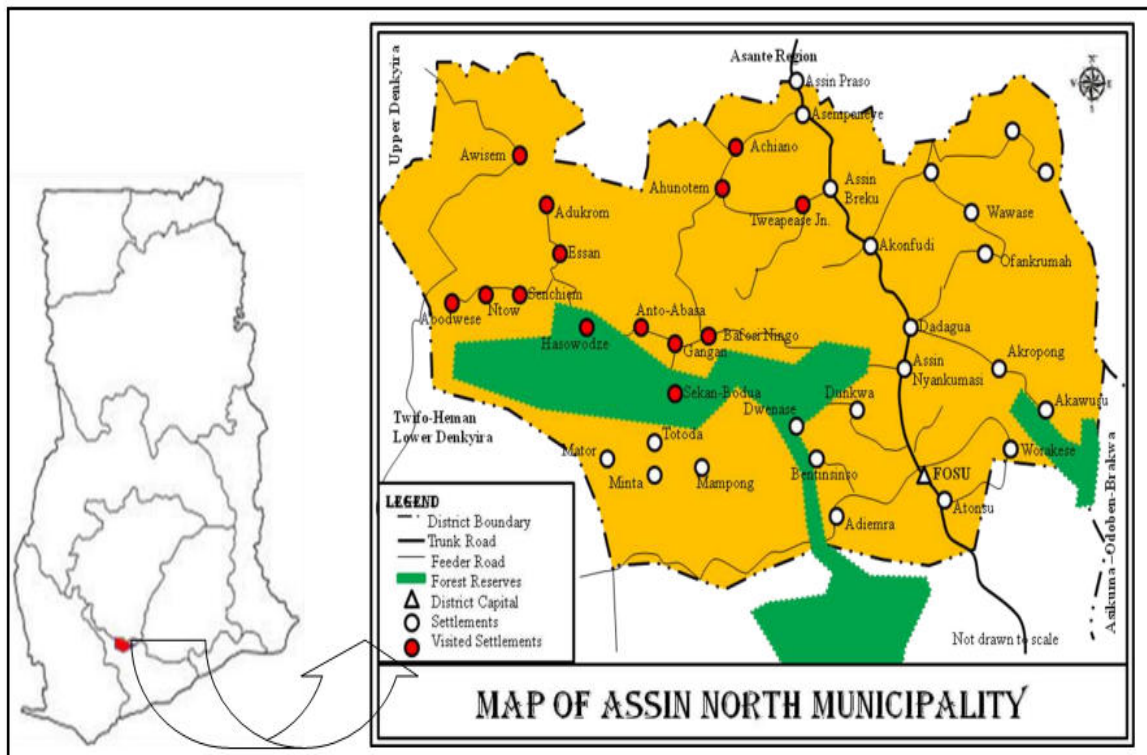 Asante Region
Upper Denkyira
Assin Praso
Asempaneye
N
W
E
S
Achiano
Awisem
Ahunotem
Assin
Breku
Adukrom
Tweapease Jn.
Wawase
Essan
Akonfudi
Ofankrumah
Senchiem
Ntow
Abodwese
Anto-Abasa
Hasowodze
Bafosi Ningo
Gangan
Dadagua
Akropong
Assin
Nyankumasi
Sekan-Bodua
Dunkwa
Akawusu
Dwenase
Twifo-Heman
Lower Denkyira
Totoda
Mator
Worakese
Minta
Mampong
Bentinsinso
FOSU
Atonsu
Adiemra
Asikuma -Odoben-Brakwa
LEGEND
District Boundary
Trunk Road
Feeder Road
Forest Reserves
District Capital
Settlements
Visited Settlements
Not drawn to scale
MAP OF ASSIN NORTH MUNICIPALITY